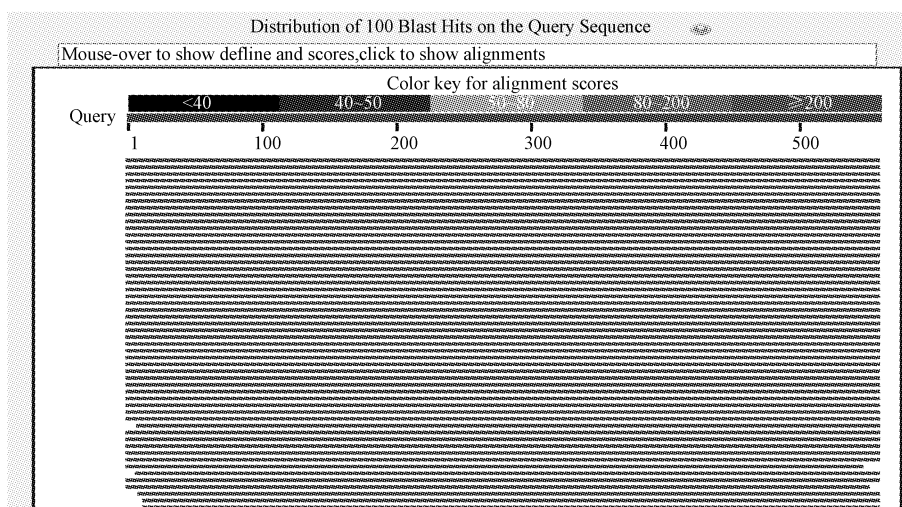 Distribution of 100 Blast Hits on the Query Sequence
Mouse-over to show defline and scores,click to show alignments
Color key for alignment scores
<40 40~50 50~80 80~200 ≥200
Query
1 100 200 300 400 500